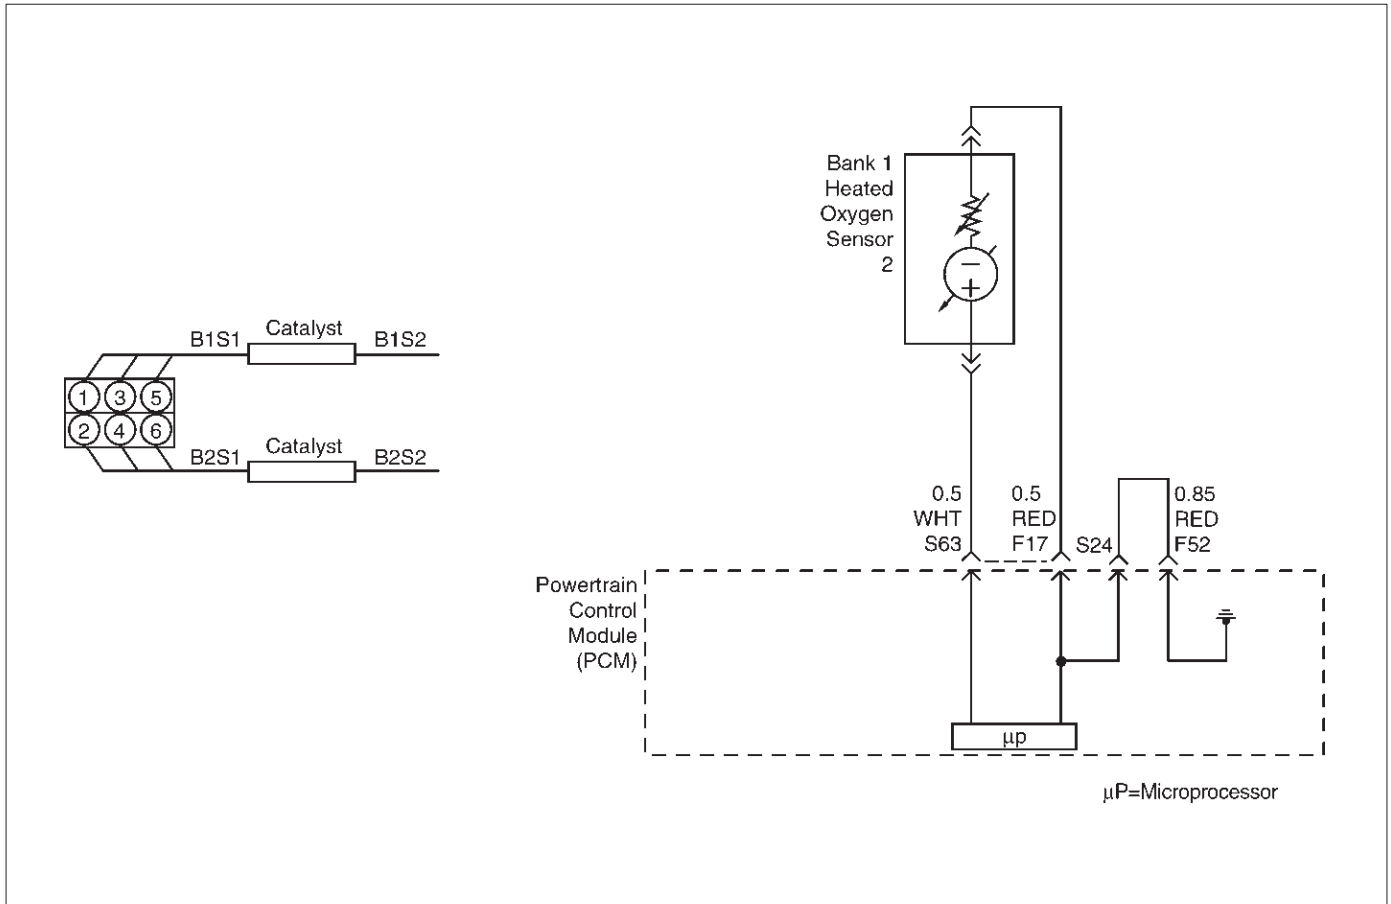 Bank 1
Heated
Oxygen
Sensor
2
B1S1
Catalyst
B1S2
1
3
5
2
4
6
B2S1
Catalyst
B2S2
0.5
WHT
S63
0.5
RED
F17
S24
0.85
RED
F52
Powertrain
Control
Module
(PCM)
μp
μP=Microprocessor